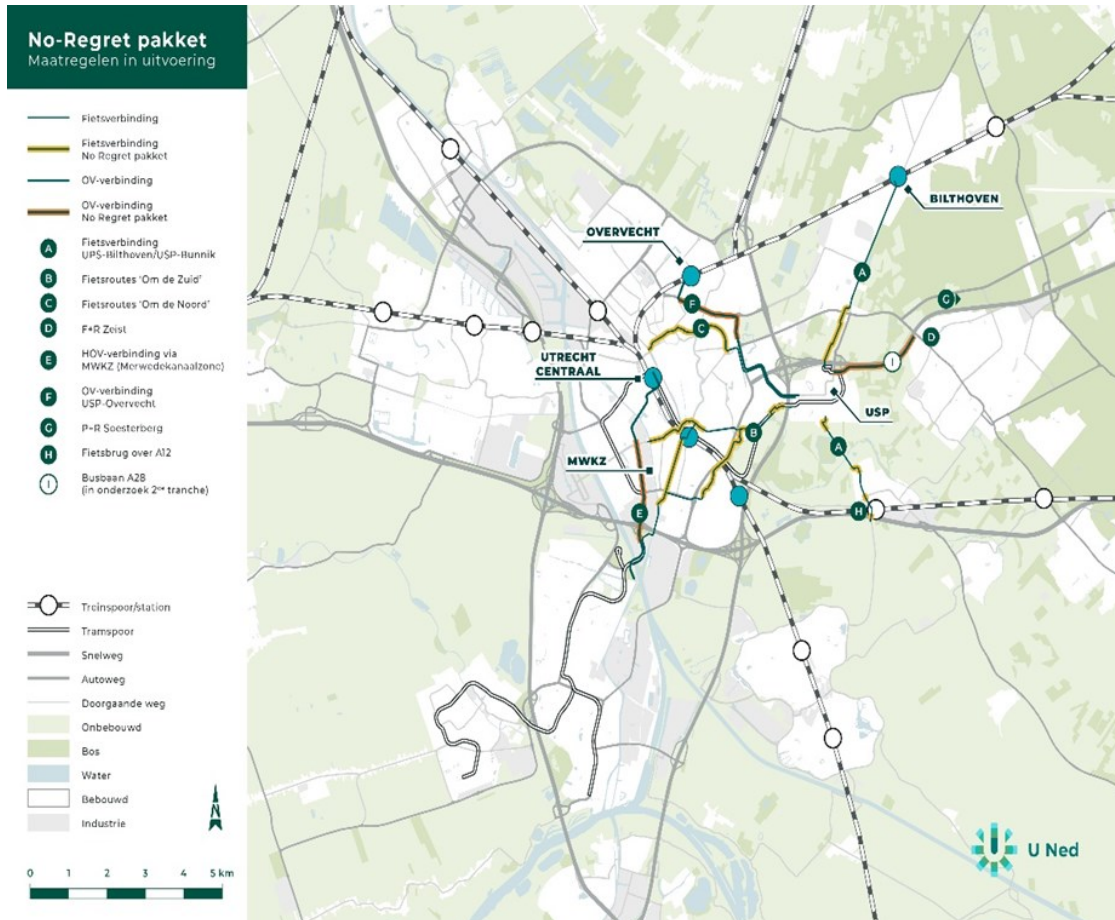 No-Regret pakket
Maatregelen in uitvoering
Fietsverbinding
Fietsverbinding
No Regret pakket
OV-verbinding
OV-verbinding
No Regret pakket
A
Fietsverbinding
UPS-Bilthoven/USP-Bunnik
B
Fietsroutes 'Om de Zuid'
C
Fietsroutes 'Om de Noord'
D
P+R Zeist
E
HOV-verbinding via
MWKZ (Merwedekanaalzone)
F
OV-verbinding
USP-Overvecht
G
P+R Soesterberg
H
Fietsbrug over A12
I
Busbaan A28
(in onderzoek 2de tranche)
Treinspoor/station
Tramspoor
Snelweg
Autoweg
Doorgaande weg
Onbebouwd
Bos
Water
Bebouwd
Industrie
N
0 1 2 3 4 5 km
BILTHOVEN
OVERVECHT
A
G
F
C
D
I
UTRECHT
CENTRAAL
USP
B
A
MWKZ
E
H
U Ned